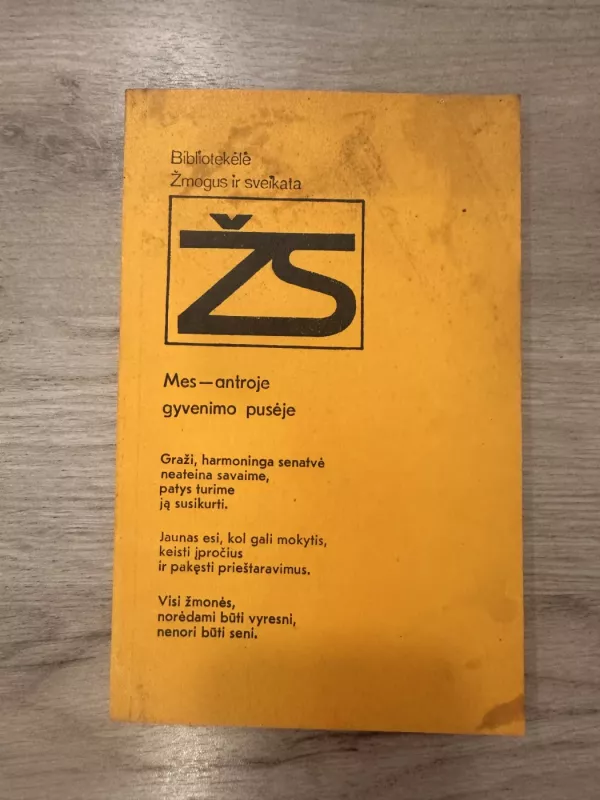 Bibliotekėlė
Žmogus ir sveikata
ŽS
Mes—antroje
gyvenimo pusėje
Graži, harmoninga senatvė
neateina savaime,
patys turime
ją susikurti.
Jaunas esi, kol gali mokytis,
keisti įpročius
ir pakęsti prieštaravimus.
Visi žmonės,
norėdami būti vyresni,
nenori būti seni.